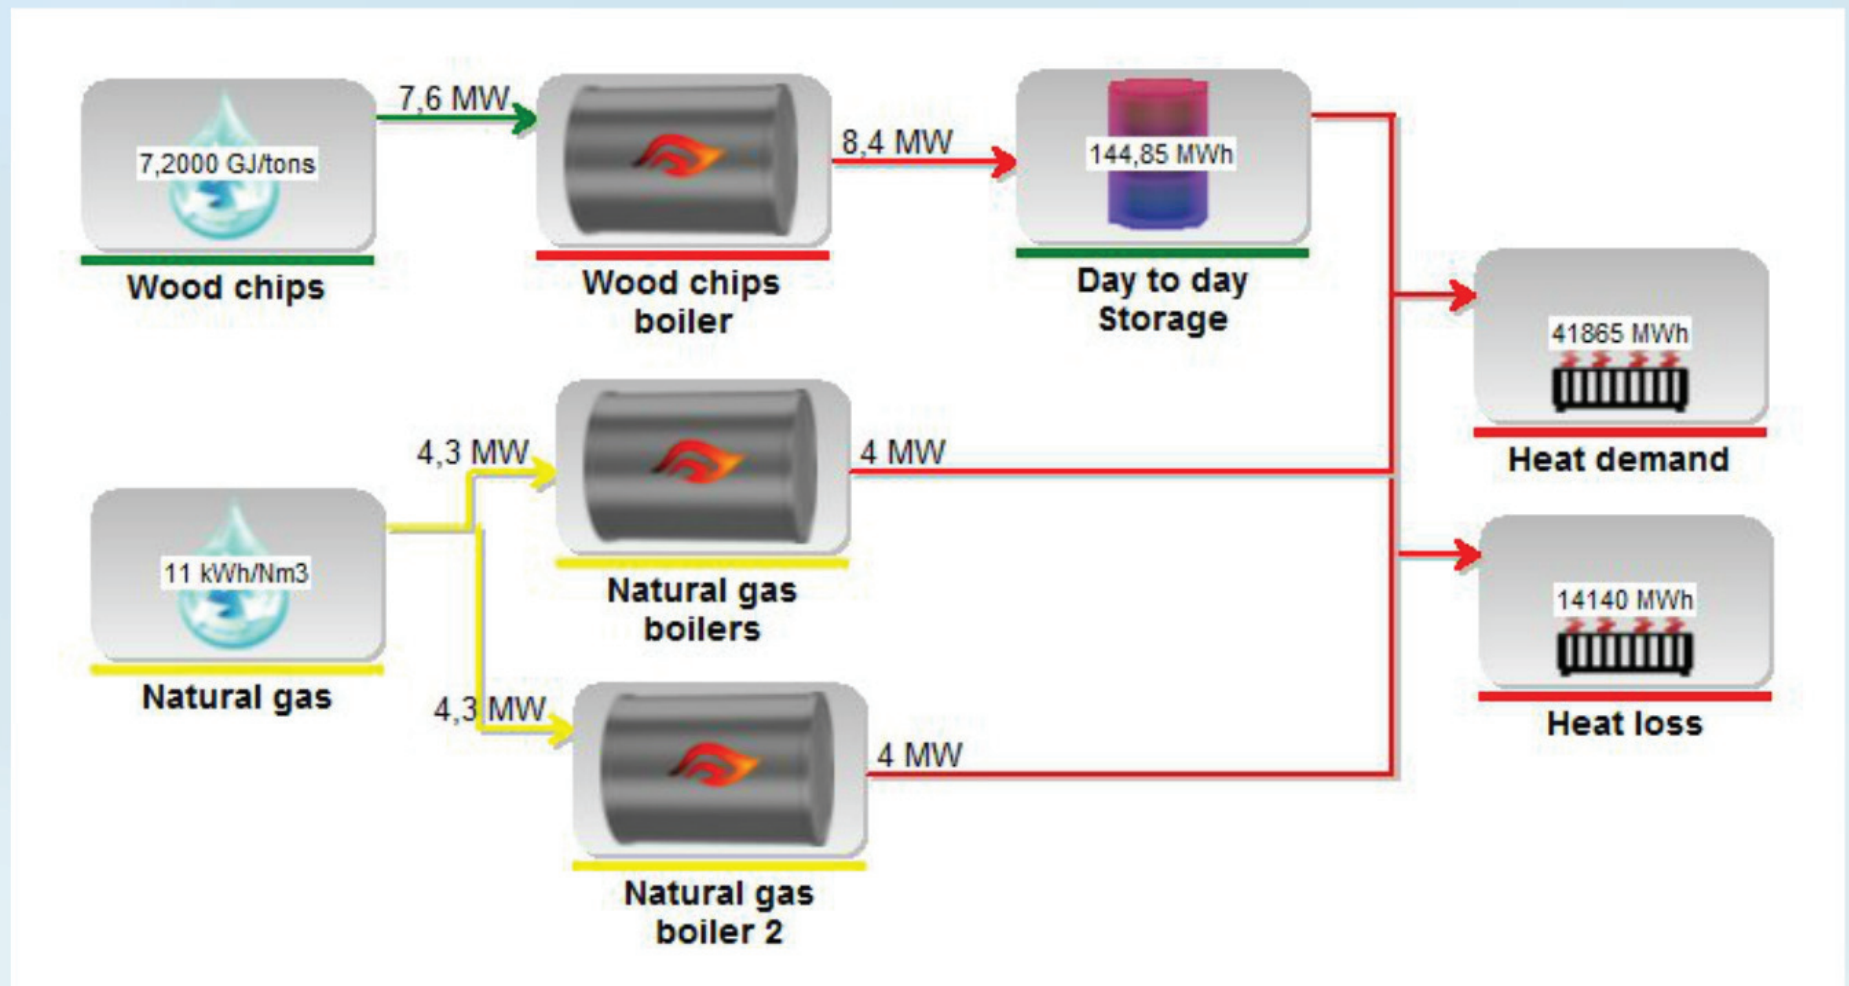 7,6 MW
8,4 MW
7,2000 GJ/tons
144,85 MWh
Wood chips
Wood chips
boiler
Day to day
Storage
41865 MWh
Heat demand
4,3 MW
4 MW
11 kWh/Nm3
Natural gas
Natural gas
boilers
14140 MWh
Heat loss
4,3 MW
4 MW
Natural gas
boiler 2